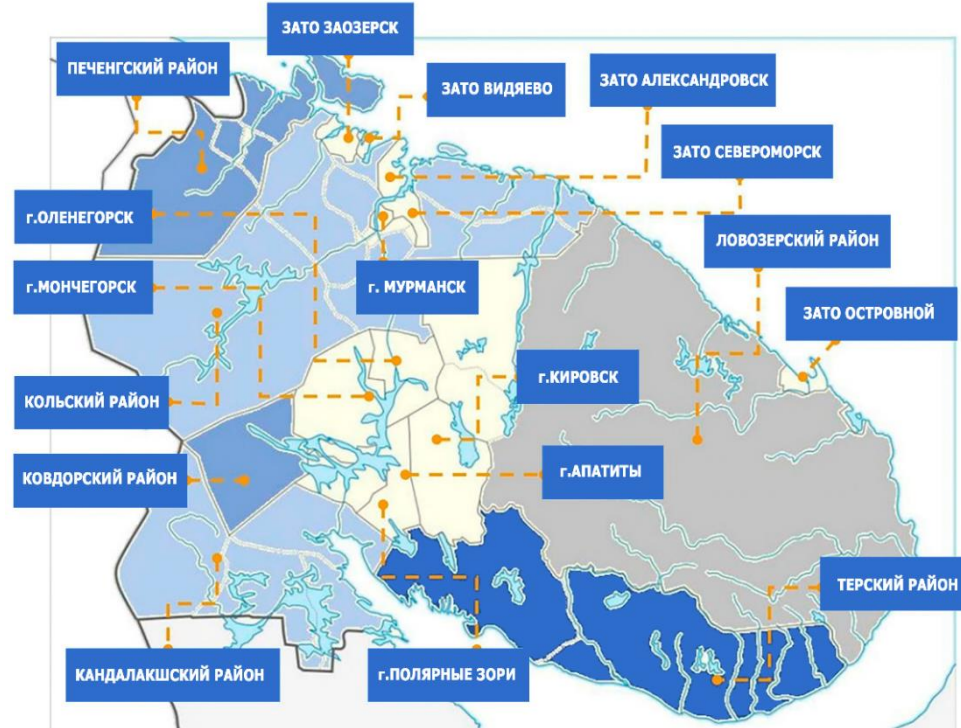 ЗАТО ЗАОЗЕРСК
ПЕЧЕНГСКИЙ РАЙОН
ЗАТО ВИДЯЕВО
ЗАТО АЛЕКСАНДРОВСК
ЗАТО СЕВЕРОМОРСК
г.ОЛЕНЕГОРСК
ЛОВОЗЕРСКИЙ РАЙОН
г.МОНЧЕГОРСК
г. МУРМАНСК
ЗАТО ОСТРОВНОЙ
г.КИРОВСК
КОЛЬСКИЙ РАЙОН
г.АПАТИТЫ
КОВДОРСКИЙ РАЙОН
ТЕРСКИЙ РАЙОН
КАНДАЛАКШСКИЙ РАЙОН
г.ПОЛЯРНЫЕ ЗОРИ